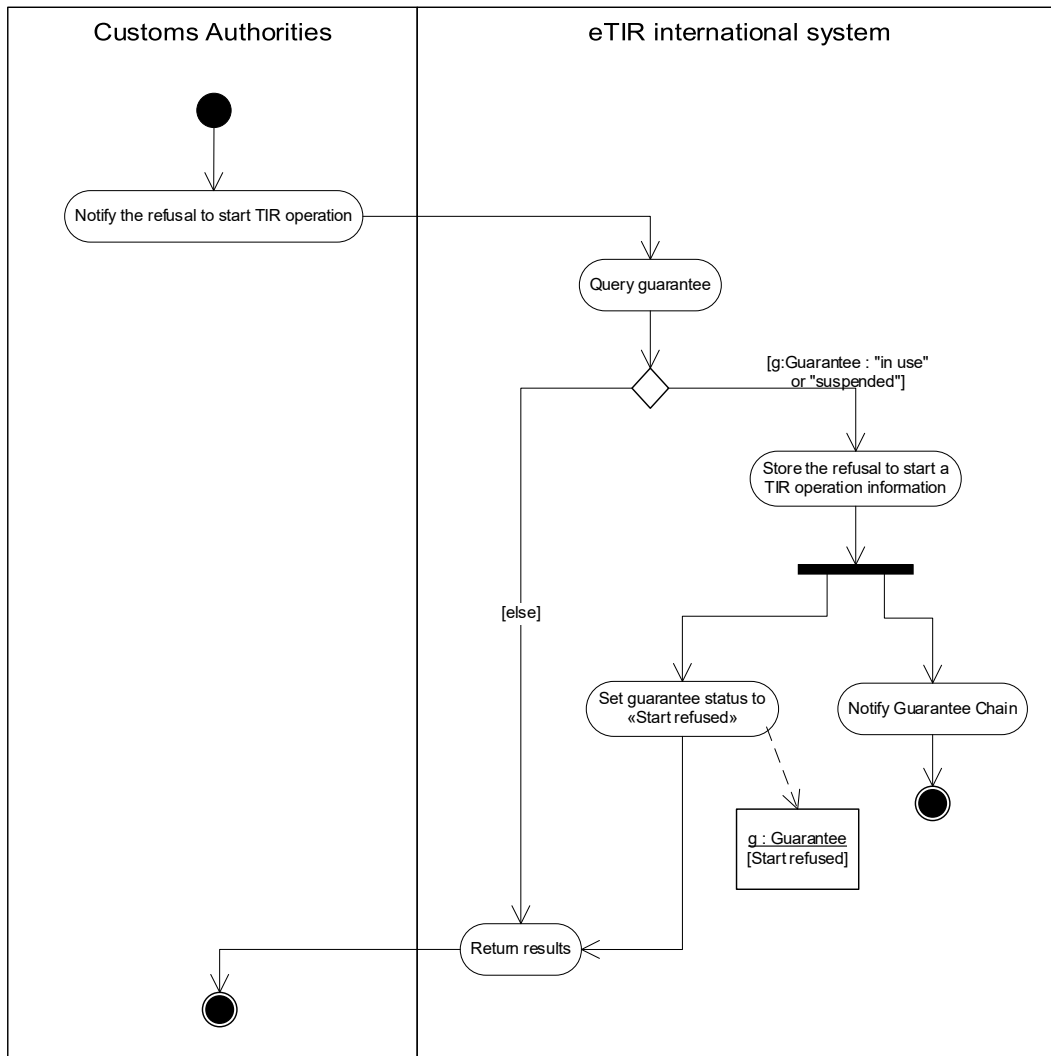 Customs Authorities
eTIR international system
Notify the refusal to start TIR operation
Query guarantee
[g:Guarantee : "in use"
or "suspended"]
Store the refusal to start a
TIR operation information
[else]
Set guarantee status to
«Start refused»
Notify Guarantee Chain
g : Guarantee
[Start refused]
Return results